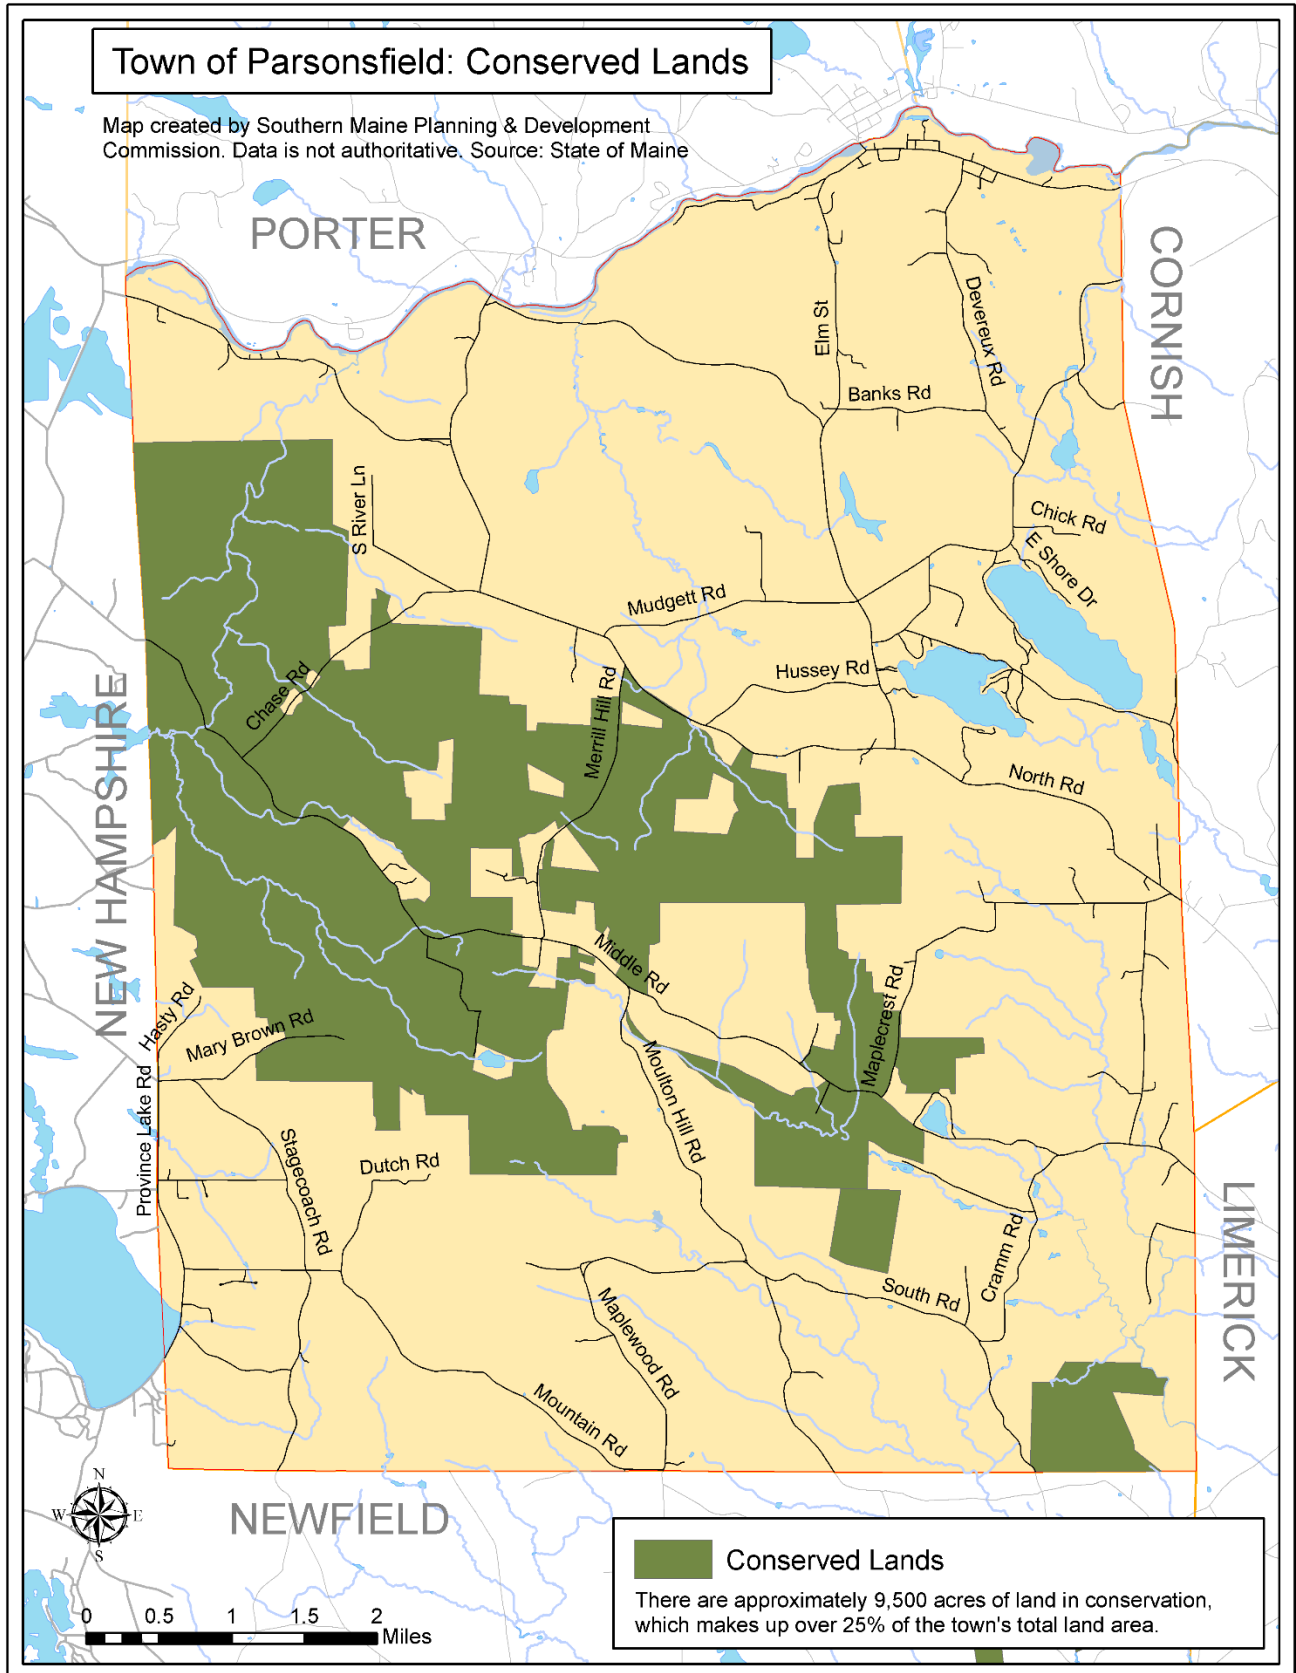 Town of Parsonsfield: Conserved Lands
Map created by Southern Maine Planning & Development
Commission. Data is not authoritative. Source: State of Maine
PORTER
CORNISH
Elm St
Devereux Rd
Banks Rd
S River Ln
Chick Rd
E Shore Dr
Mudgett Rd
Hussey Rd
Chase Rd
Merrill Hill Rd
NEW HAMPSHIRE
North Rd
Middle Rd
Hasty Rd
Mary Brown Rd
Maplecrest Rd
Moulton Hill Rd
Province Lake Rd
Stagecoach Rd
Dutch Rd
LIMERICK
Cramm Rd
South Rd
Maplewood Rd
Mountain Rd
N
W E
S
NEWFIELD
Conserved Lands
There are approximately 9,500 acres of land in conservation,
which makes up over 25% of the town's total land area.
0 0.5 1 1.5 2
Miles